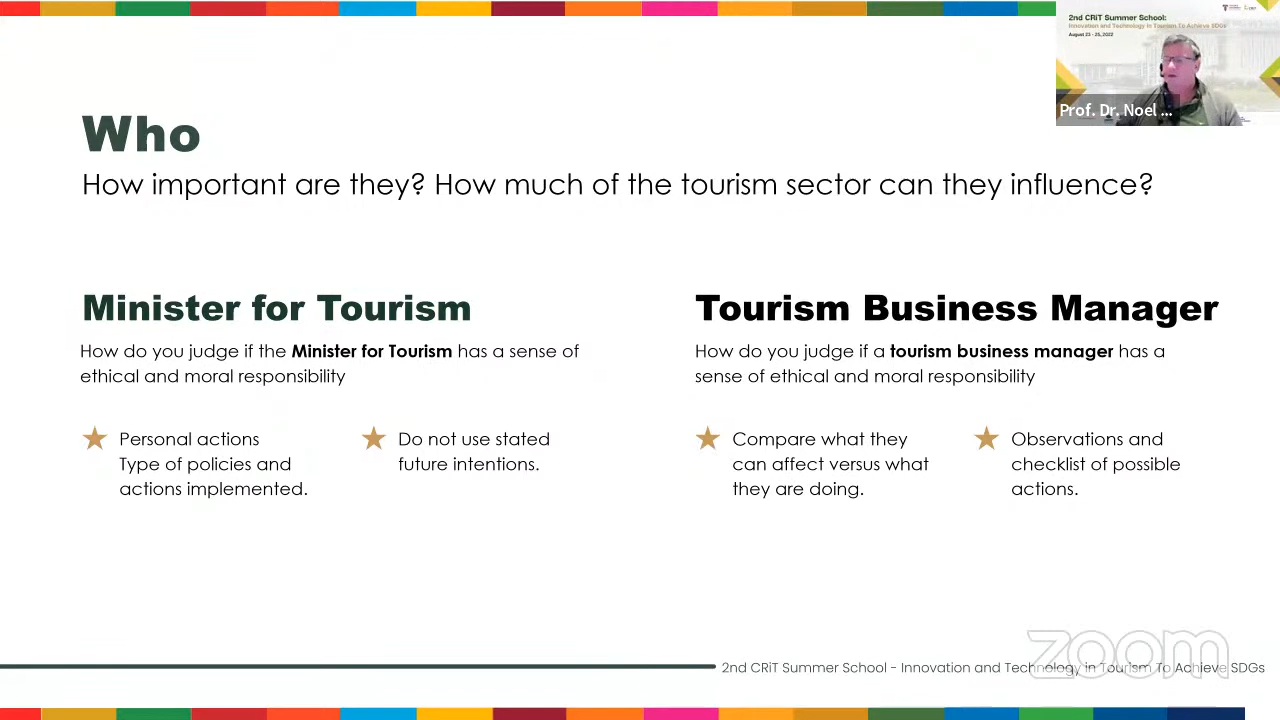 2nd CRiT Summer School:
Innovation and Technology in Tourism To Achieve SDGs
August 23 - 25, 2022
Prof. Dr. Noel ...
Who
How important are they? How much of the tourism sector can they influence?
Minister for Tourism
How do you judge if the Minister for Tourism has a sense of
ethical and moral responsibility
Personal actions
Type of policies and
actions implemented.
Do not use stated
future intentions.
Tourism Business Manager
How do you judge if a tourism business manager has a
sense of ethical and moral responsibility
Compare what they
can affect versus what
they are doing.
Observations and
checklist of possible
actions.
zoom
2nd CRiT Summer School - Innovation and Technology in Tourism To Achieve SDGs